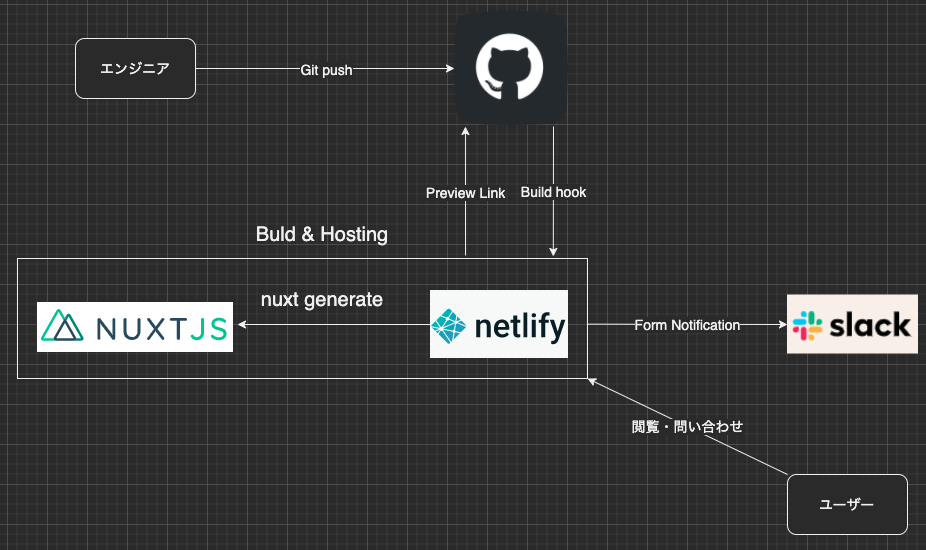 エンジニア
Git push
Preview Link
Build hook
Buld & Hosting
nuxt generate
NUXTJS
netlify
Form Notification
slack
閲覧・問い合わせ
ユーザー